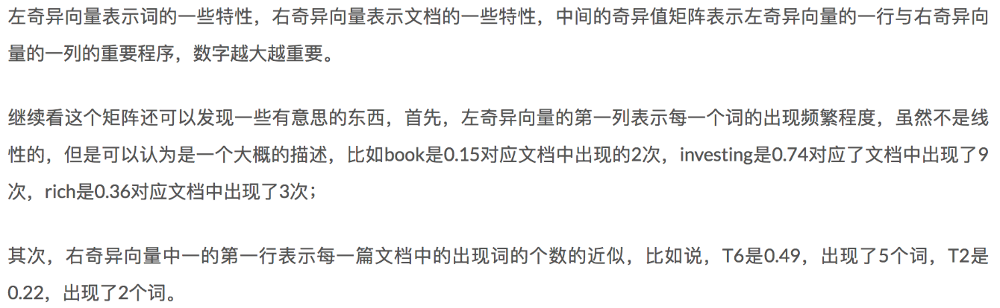 左奇异向量表示词的一些特性，右奇异向量表示文档的一些特性，中间的奇异值矩阵表示左奇异向量的一行与右奇异向
量的一列的重要程序，数字越大越重要。
继续看这个矩阵还可以发现一些有意思的东西，首先，左奇异向量的第一列表示每一个词的出现频繁程度，虽然不是线
性的，但是可以认为是一个大概的描述，比如book是0.15对应文档中出现的2次，investing是0.74对应了文档中出现了9
次，rich是0.36对应文档中出现了3次；
其次，右奇异向量中一的第一行表示每一篇文档中的出现词的个数的近似，比如说，T6是0.49，出现了5个词，T2是
0.22，出现了2个词。